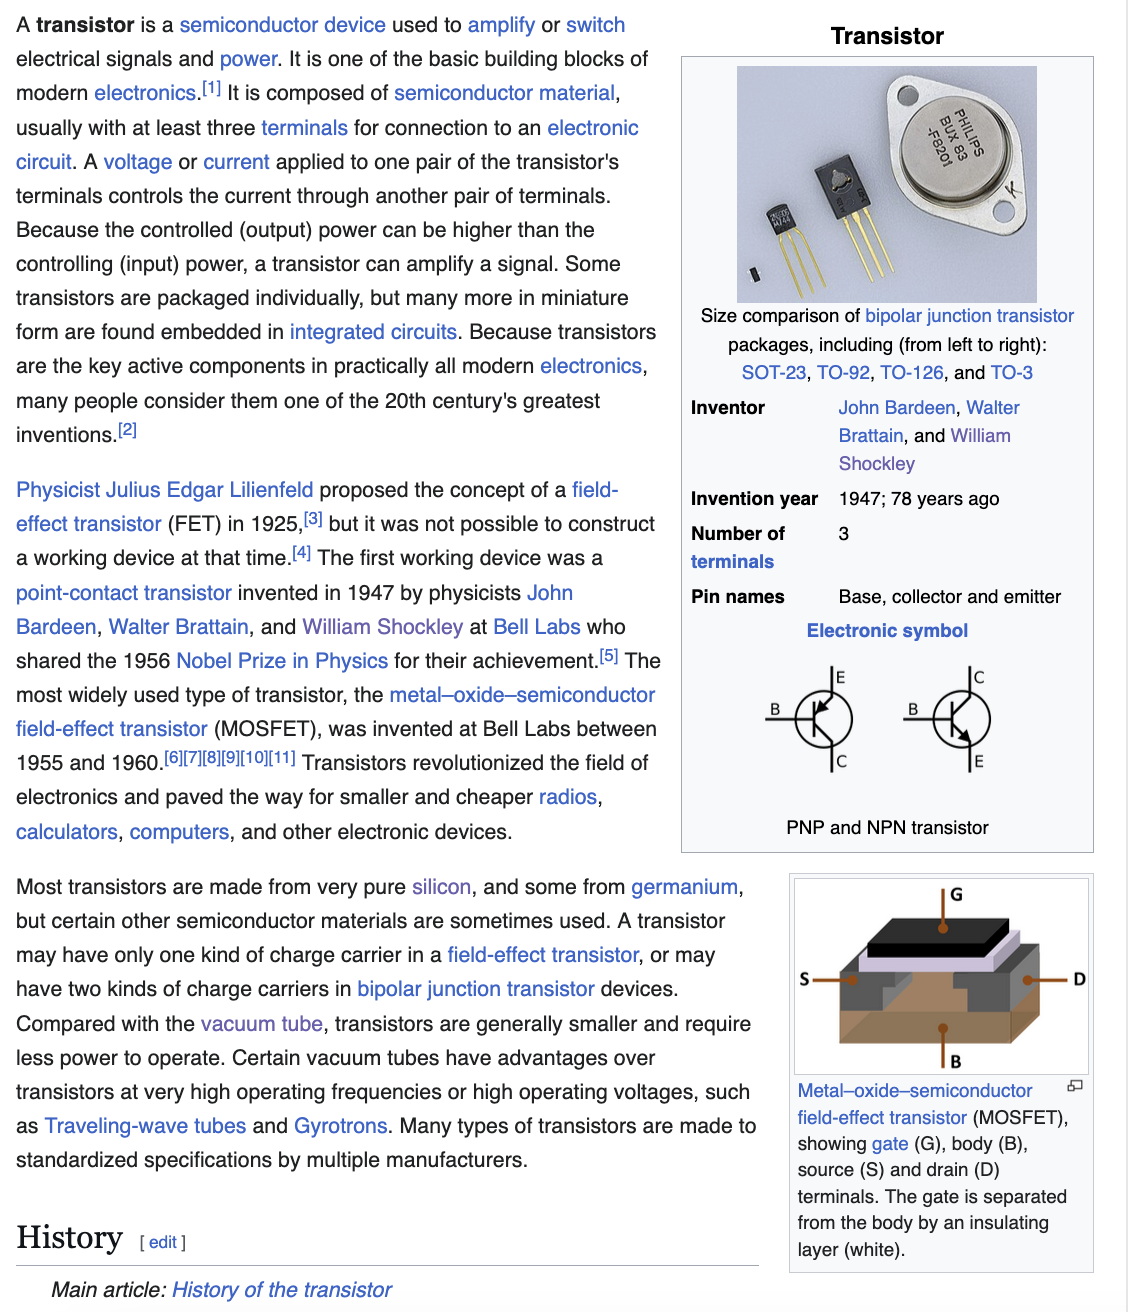 A transistor is a semiconductor device used to amplify or switch
electrical signals and power. It is one of the basic building blocks of
modern electronics.[1] It is composed of semiconductor material,
usually with at least three terminals for connection to an electronic
circuit. A voltage or current applied to one pair of the transistor's
terminals controls the current through another pair of terminals.
Because the controlled (output) power can be higher than the
controlling (input) power, a transistor can amplify a signal. Some
transistors are packaged individually, but many more in miniature
form are found embedded in integrated circuits. Because transistors
are the key active components in practically all modern electronics,
many people consider them one of the 20th century's greatest
inventions.[2]
Physicist Julius Edgar Lilienfeld proposed the concept of a field-
effect transistor (FET) in 1925,[3] but it was not possible to construct
a working device at that time.[4] The first working device was a
point-contact transistor invented in 1947 by physicists John
Bardeen, Walter Brattain, and William Shockley at Bell Labs who
shared the 1956 Nobel Prize in Physics for their achievement.[5] The
most widely used type of transistor, the metal–oxide–semiconductor
field-effect transistor (MOSFET), was invented at Bell Labs between
1955 and 1960.[6][7][8][9][10][11] Transistors revolutionized the field of
electronics and paved the way for smaller and cheaper radios,
calculators, computers, and other electronic devices.
Most transistors are made from very pure silicon, and some from germanium,
but certain other semiconductor materials are sometimes used. A transistor
may have only one kind of charge carrier in a field-effect transistor, or may
have two kinds of charge carriers in bipolar junction transistor devices.
Compared with the vacuum tube, transistors are generally smaller and require
less power to operate. Certain vacuum tubes have advantages over
transistors at very high operating frequencies or high operating voltages, such
as Traveling-wave tubes and Gyrotrons. Many types of transistors are made to
standardized specifications by multiple manufacturers.
History [ edit ]
Main article: History of the transistor
Transistor
PHILIPS
BUX 83
-F8201
K
Size comparison of bipolar junction transistor
packages, including (from left to right):
SOT-23, TO-92, TO-126, and TO-3
Inventor John Bardeen, Walter
Brattain, and William
Shockley
Invention year 1947; 78 years ago
Number of 3
terminals
Pin names Base, collector and emitter
Electronic symbol
E C
B B
C E
PNP and NPN transistor
G
S D
B
Metal–oxide–semiconductor
field-effect transistor (MOSFET),
showing gate (G), body (B),
source (S) and drain (D)
terminals. The gate is separated
from the body by an insulating
layer (white).